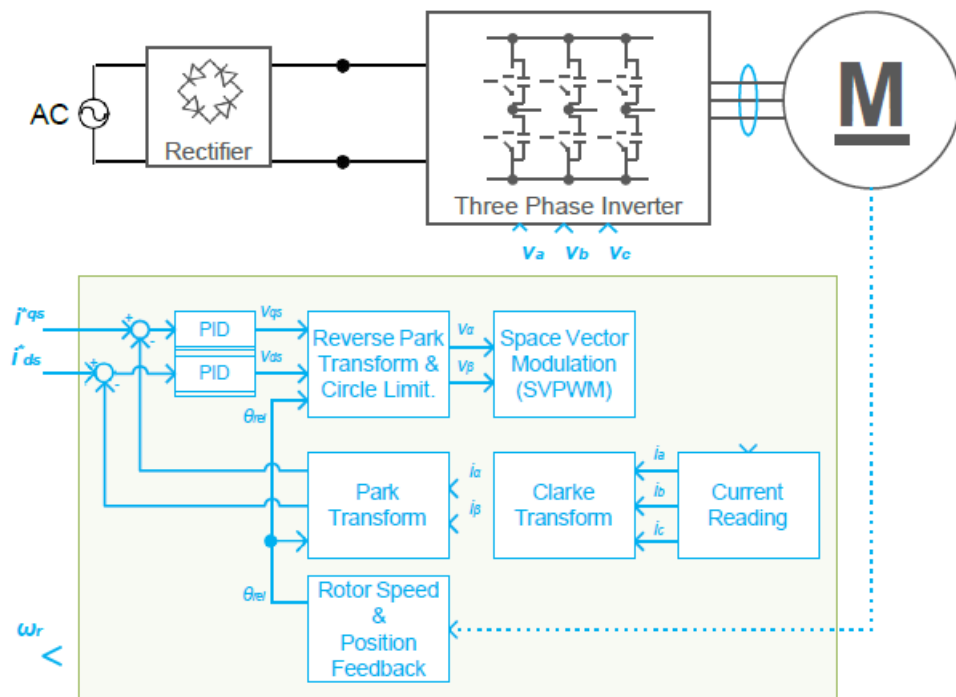 AC
Rectifier
Three Phase Inverter
M
va vb vc
i*qs
i*ds
+
-
+
-
PID
PID
Vqs
Vds
Reverse Park
Transform &
Circle Limit.
Vα
Vβ
Space Vector
Modulation
(SVPWM)
θrel
Park
Transform
iα
iβ
Clarke
Transform
ia
ib
ic
Current
Reading
θrel
Rotor Speed
&
Position
Feedback
ωr